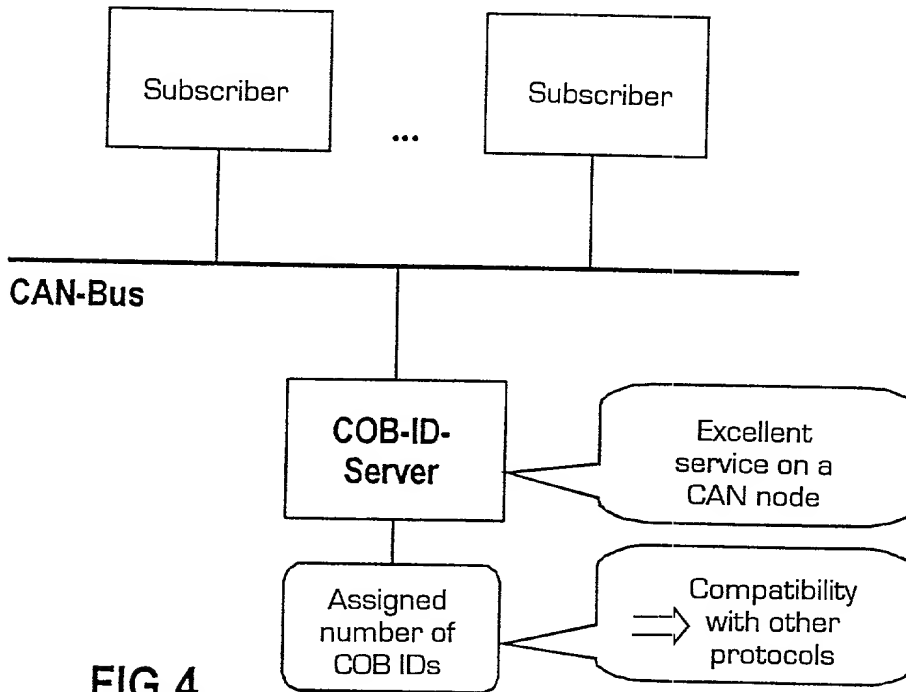 Subscriber
Subscriber
...
CAN-Bus
COB-ID-
Server
Excellent
service on a
CAN node
Assigned
number of
COB IDs
Compatibility
with other
protocols
FIG 4